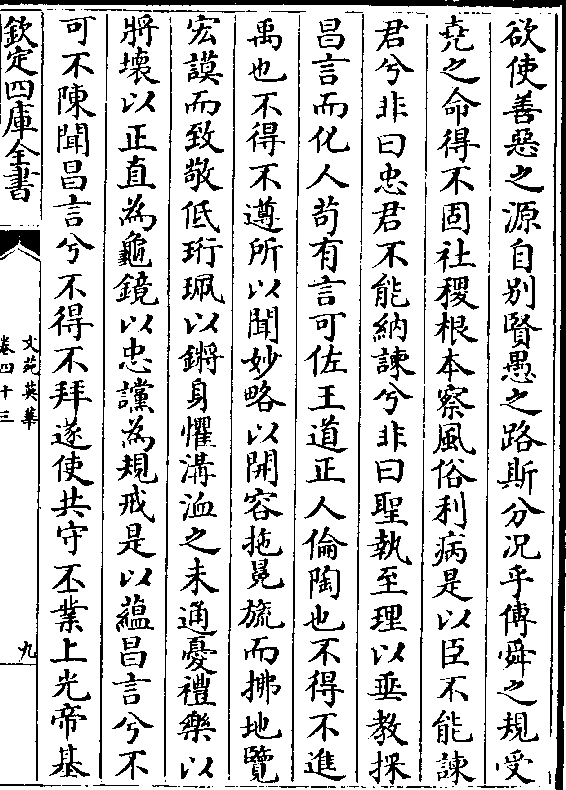 欲使善惡之源自別賢愚之路斯分況乎傅舜之規受
堯之命得不固社稷根本察風俗利病是以臣不能諫
君兮非曰忠君不能納諫兮非曰聖執至理以垂教採
昌言而化人茍有言可佐王道正人倫陶也不得不進
禹也不得不遵所以聞妙略以開容拖冕旒而拂地覽
宏謨而致敬低珩珮以鏘身懼溝洫之未通憂禮樂以
將壞以正直為龜鏡以忠讜為規戒是以蘊昌言兮不
可不陳聞昌言兮不得不拜遂使共守丕業上光帝基
欽定四庫全書
文苑英華
卷四十三
九